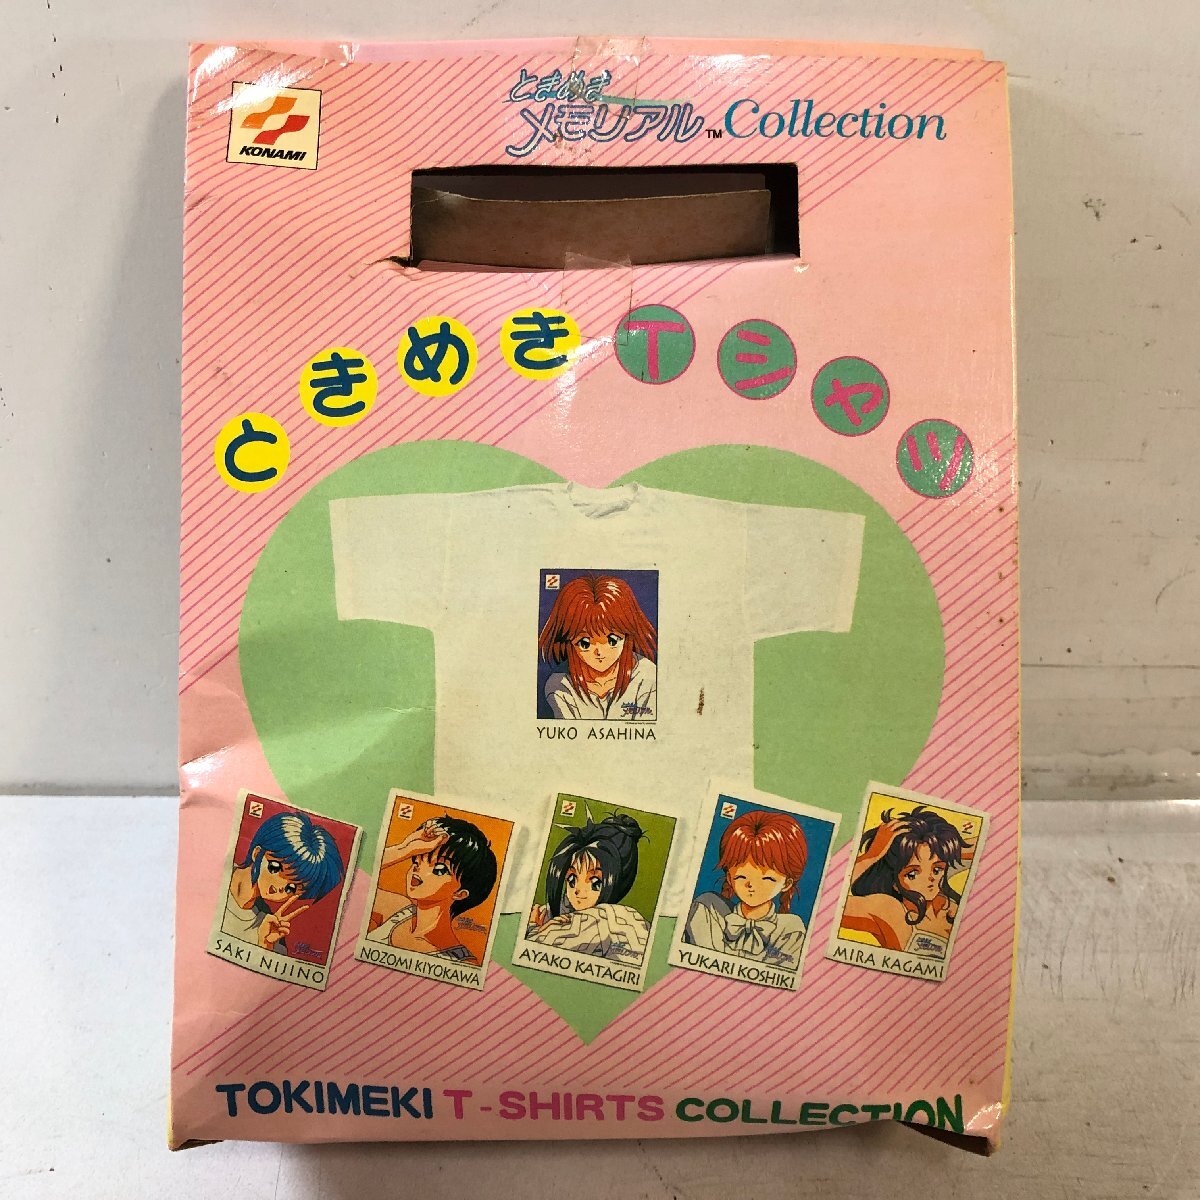 KONAMI
ときめき
メモリアル™ Collection
ときめきTシャツ
YUKO ASAHINA
SAKI NIJINO
NOZOMI KIYOKAWA
AYAKO KATAGIRI
YUKARI KOSHIKI
MIRA KAGAMI
TOKIMEKI T-SHIRTS COLLECTION